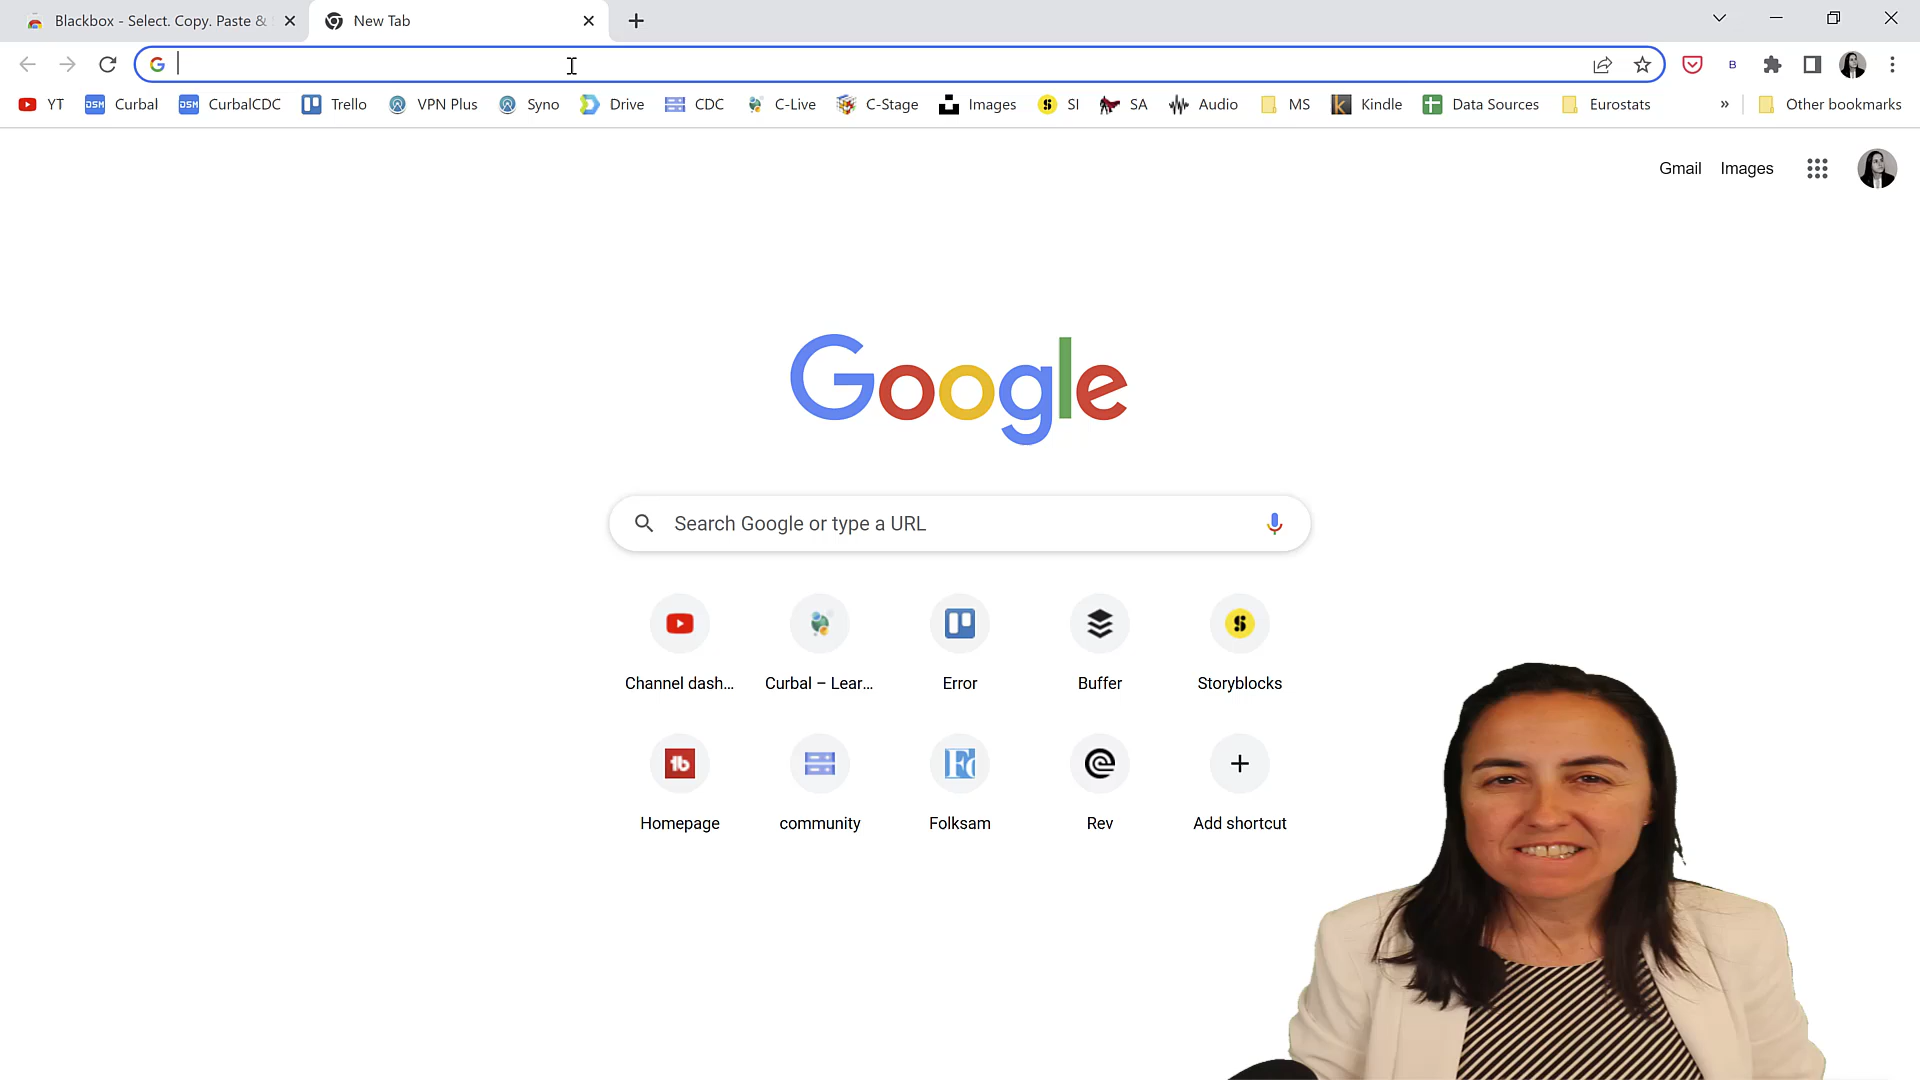 Blackbox - Select. Copy. Paste &
New Tab
YT
Curbal
CurbalCDC
Trello
VPN Plus
Syno
Drive
CDC
C-Live
C-Stage
Images
SI
SA
Audio
MS
Kindle
Data Sources
Eurostats
»
Other bookmarks
Gmail
Images
Google
Search Google or type a URL
Channel dash...
Curbal – Lear...
Error
Buffer
Storyblocks
Homepage
community
Folksam
Rev
Add shortcut